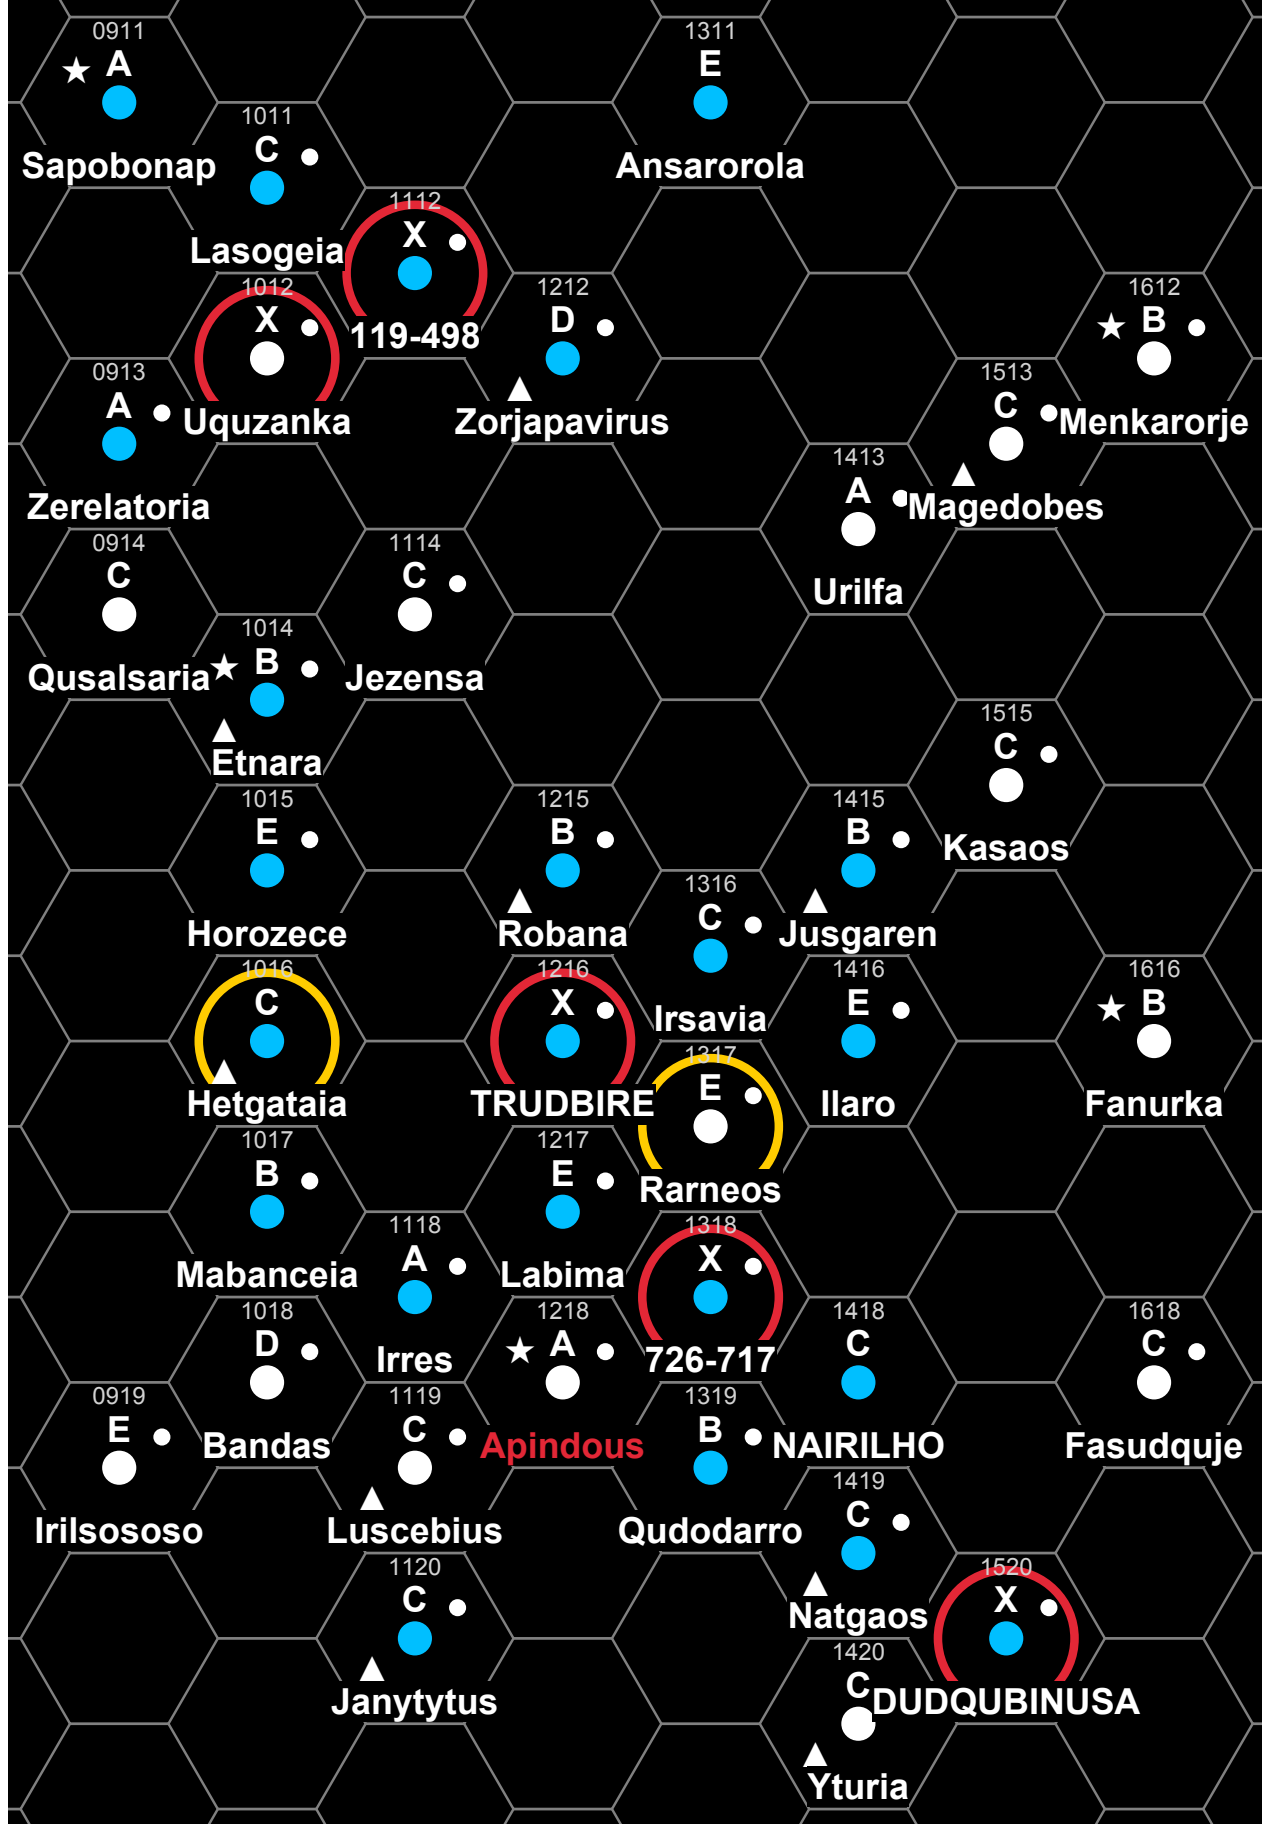 0911
A
Sapobonap
1311
E
Ansarorola
1011
C
Lasogeia
1112
X
119-498
1012
X
Uquzanka
1212
D
Zorjapavirus
1612
B
Menkarorje
0913
A
Zerelatoria
1513
C
Magedobes
1413
A
Urilfa
0914
C
Qusalsaria
1114
C
Jezensa
1014
B
Etnara
1515
C
Kasaos
1015
E
Horozece
1215
B
Robana
1415
B
Jusgaren
1316
C
Irsavia
1016
C
Hetgataia
1216
X
TRUDBIRE
1416
E
Ilaro
1616
B
Fanurka
1317
E
Rarneos
1017
B
Mabanceia
1217
E
Labima
1118
A
Irres
1318
X
726-717
1018
D
Bandas
1218
A
Apindous
1418
C
NAIRILHO
1618
C
Fasudquje
0919
E
Irilsososo
1119
C
Luscebius
1319
B
Qudodarro
1419
C
Natgaos
1120
C
Janytytus
1520
X
DUDQUBINUSA
1420
C
Yturia